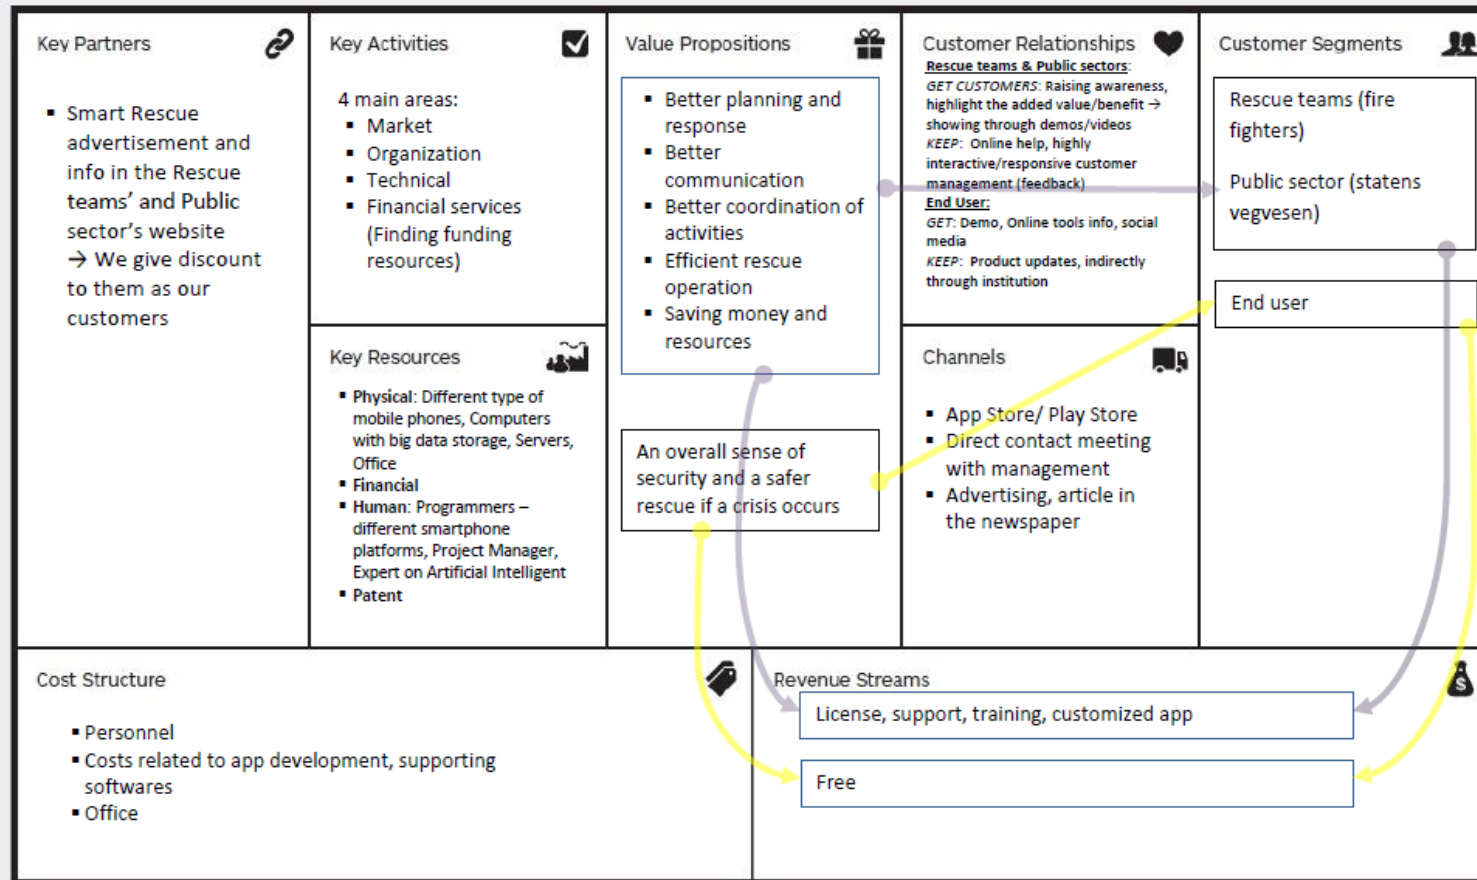 Key Partners
▪ Smart Rescue
advertisement and
info in the Rescue
teams' and Public
sector's website
→ We give discount
to them as our
customers
Key Activities
4 main areas:
▪ Market
▪ Organization
▪ Technical
▪ Financial services
(Finding funding
resources)
Key Resources
▪ Physical: Different type of
mobile phones, Computers
with big data storage, Servers,
Office
▪ Financial
▪ Human: Programmers –
different smartphone
platforms, Project Manager,
Expert on Artificial Intelligent
▪ Patent
Value Propositions
▪ Better planning and
response
▪ Better
communication
▪ Better coordination of
activities
▪ Efficient rescue
operation
▪ Saving money and
resources
An overall sense of
security and a safer
rescue if a crisis occurs
Customer Relationships
Rescue teams & Public sectors:
GET CUSTOMERS: Raising awareness,
highlight the added value/benefit →
showing through demos/videos
KEEP: Online help, highly
interactive/responsive customer
management (feedback)
End User:
GET: Demo, Online tools info, social
media
KEEP: Product updates, indirectly
through institution
Channels
▪ App Store/ Play Store
▪ Direct contact meeting
with management
▪ Advertising, article in
the newspaper
Customer Segments
Rescue teams (fire
fighters)
Public sector (statens
vegvesen)
End user
Cost Structure
▪ Personnel
▪ Costs related to app development, supporting
softwares
▪ Office
Revenue Streams
License, support, training, customized app
Free